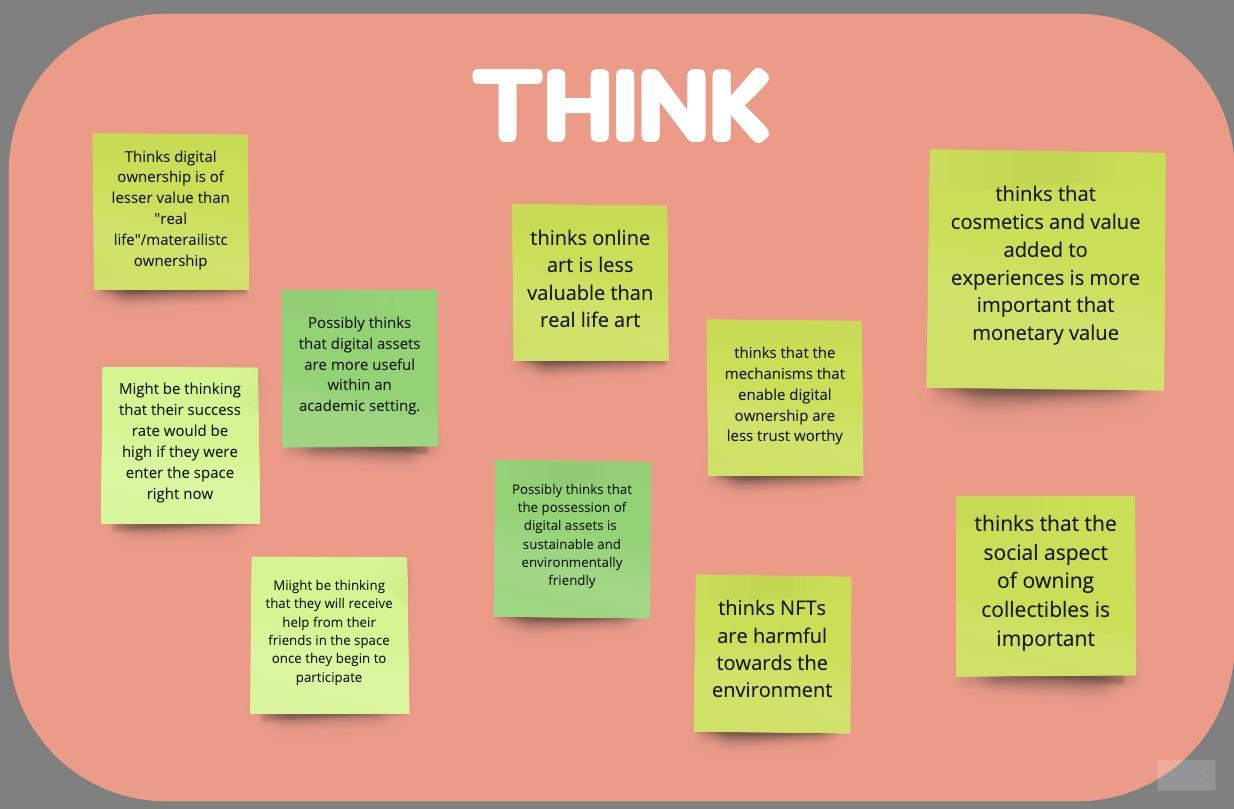 THINK
Thinks digital
ownership is of
lesser value than
"real
life"/materailistc
ownership
Possibly thinks
that digital assets
are more useful
within an
academic setting.
Might be thinking
that their success
rate would be
high if they were
enter the space
right now
Miight be thinking
that they will receive
help from their
friends in the space
once they begin to
participate
thinks online
art is less
valuable than
real life art
thinks that the
mechanisms that
enable digital
ownership are
less trust worthy
Possibly thinks that
the possession of
digital assets is
sustainable and
environmentally
friendly
thinks NFTs
are harmful
towards the
environment
thinks that
cosmetics and value
added to
experiences is more
important that
monetary value
thinks that the
social aspect
of owning
collectibles is
important
miro